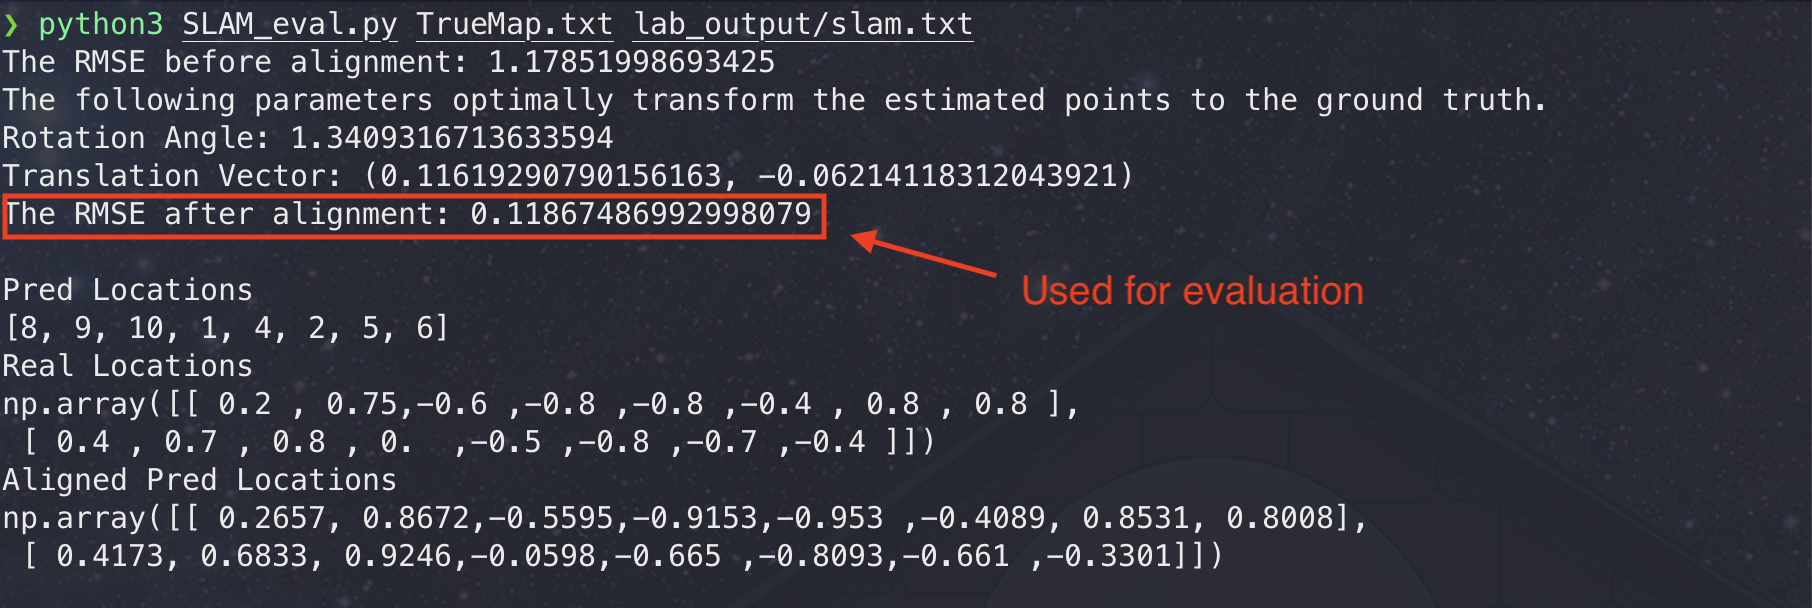 ❯ python3 SLAM_eval.py TrueMap.txt lab_output/slam.txt
The RMSE before alignment: 1.17851998693425
The following parameters optimally transform the estimated points to the ground truth.
Rotation Angle: 1.3409316713633594
Translation Vector: (0.11619290790156163, -0.06214118312043921)
The RMSE after alignment: 0.11867486992998079
Used for evaluation
Pred Locations
[8, 9, 10, 1, 4, 2, 5, 6]
Real Locations
np.array([[ 0.2 , 0.75,-0.6 ,-0.8 ,-0.8 ,-0.4 , 0.8 , 0.8 ],
 [ 0.4 , 0.7 , 0.8 , 0.  ,-0.5 ,-0.8 ,-0.7 ,-0.4 ]])
Aligned Pred Locations
np.array([[ 0.2657, 0.8672,-0.5595,-0.9153,-0.953 ,-0.4089, 0.8531, 0.8008],
 [ 0.4173, 0.6833, 0.9246,-0.0598,-0.665 ,-0.8093,-0.661 ,-0.3301]])